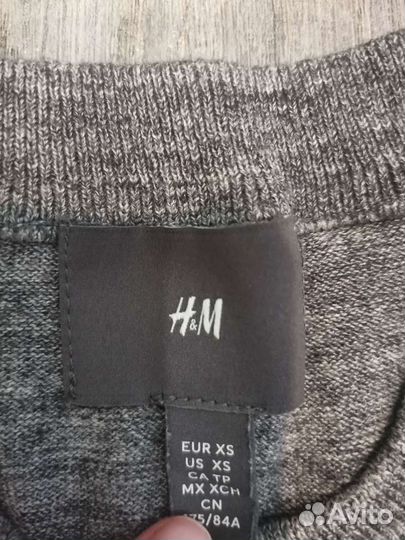 H&M
EUR XS
US XS
CA TP
MX XCH
CN
175/84A
Avito